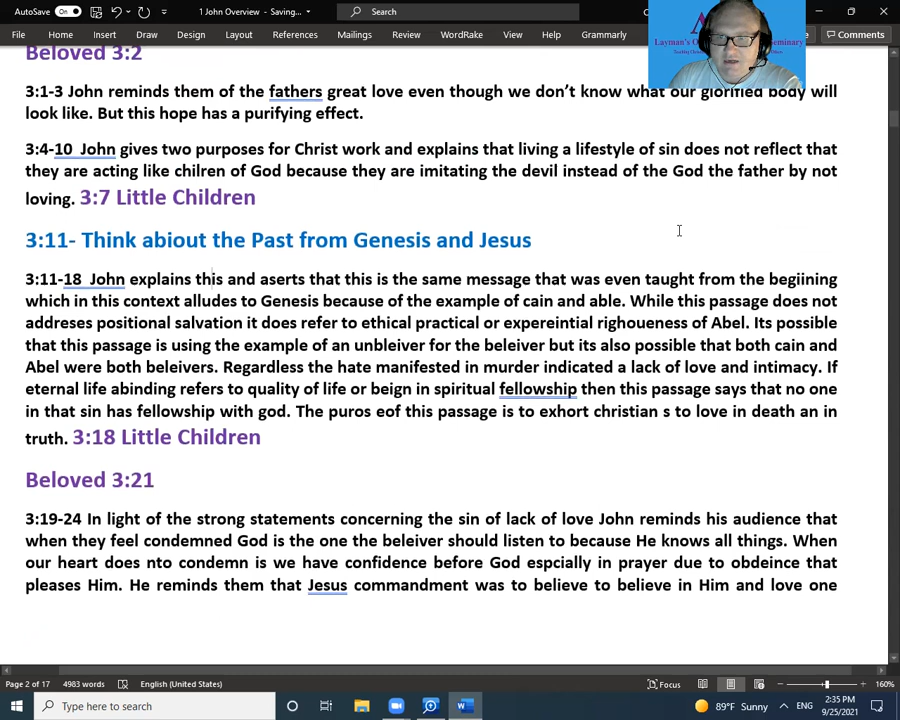 AutoSave On 1 John Overview - Saving... Search
File Home Insert Draw Design Layout References Mailings Review View Help WordRake Grammarly Comments
Layman's O Seminary
Beloved 3:2
3:1-3 John reminds them of the fathers great love even though we don't know what our glorified body will
look like. But this hope has a purifying effect.
3:4-10 John gives two purposes for Christ work and explains that living a lifestyle of sin does not reflect that
they are acting like chilren of God because they are imitating the devil instead of the God the father by not
loving. 3:7 Little Children
3:11- Think abiout the Past from Genesis and Jesus
3:11-18 John explains this and aserts that this is the same message that was even taught from the begiining
which in this context alludes to Genesis because of the example of cain and able. While this passage does not
addreses positional salvation it does refer to ethical practical or expereintial righoueness of Abel. Its possible
that this passage is using the example of an unbliever for the beleiver but its also possible that both cain and
Abel were both beleivers. Regardless the hate manifested in murder indicated a lack of love and intimacy. If
eternal life abinding refers to quality of life or beign in spiritual fellowship then this passage says that no one
in that sin has fellowship with god. The puros eof this passage is to exhort christian s to love in death an in
truth. 3:18 Little Children
Beloved 3:21
3:19-24 In light of the strong statements concerning the sin of lack of love John reminds his audience that
when they feel condemned God is the one the beleiver should listen to because He knows all things. When
our heart does nto condemn is we have confidence before God espcially in prayer due to obdeince that
pleases Him. He reminds them that Jesus commandment was to believe to believe in Him and love one
Page 2 of 17 4983 words English (United States) Focus 160%
Type here to search 89°F Sunny ENG 2:35 PM
9/25/2021